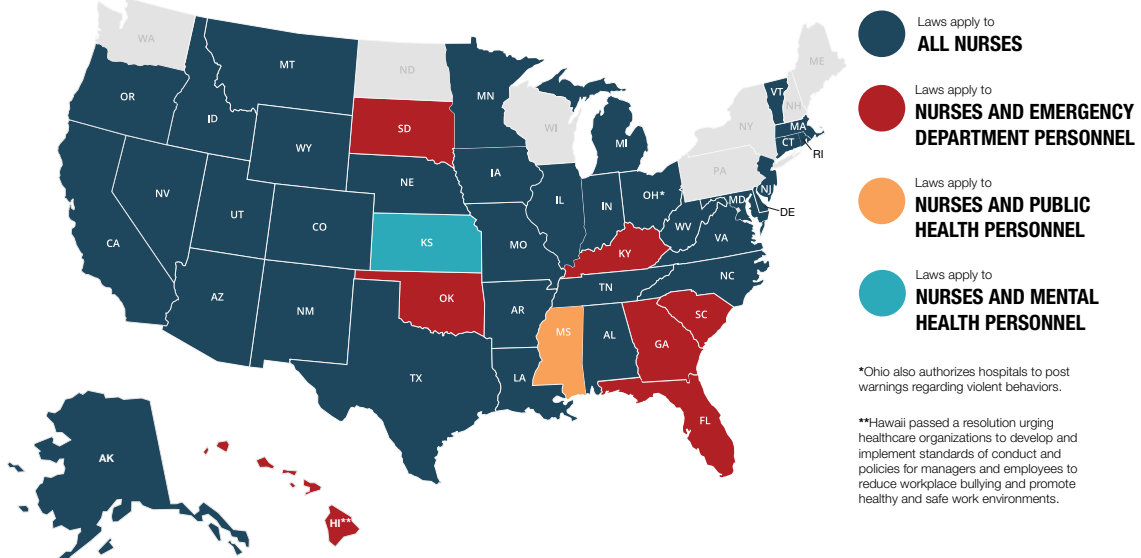 WA
MT
ND
MN
OR
ID
SD
WI
MI
ME
VT
NH
NY
MA
CT
RI
WY
IA
NE
PA
NJ
NV
UT
CO
IL
IN
OH*
MD
DE
WV
VA
CA
KS
MO
KY
NC
AZ
NM
OK
AR
TN
SC
MS
AL
GA
TX
LA
FL
AK
HI**
Laws apply to
ALL NURSES
Laws apply to
NURSES AND EMERGENCY
DEPARTMENT PERSONNEL
Laws apply to
NURSES AND PUBLIC
HEALTH PERSONNEL
Laws apply to
NURSES AND MENTAL
HEALTH PERSONNEL
*Ohio also authorizes hospitals to post
warnings regarding violent behaviors.
**Hawaii passed a resolution urging
healthcare organizations to develop and
implement standards of conduct and
policies for managers and employees to
reduce workplace bullying and promote
healthy and safe work environments.